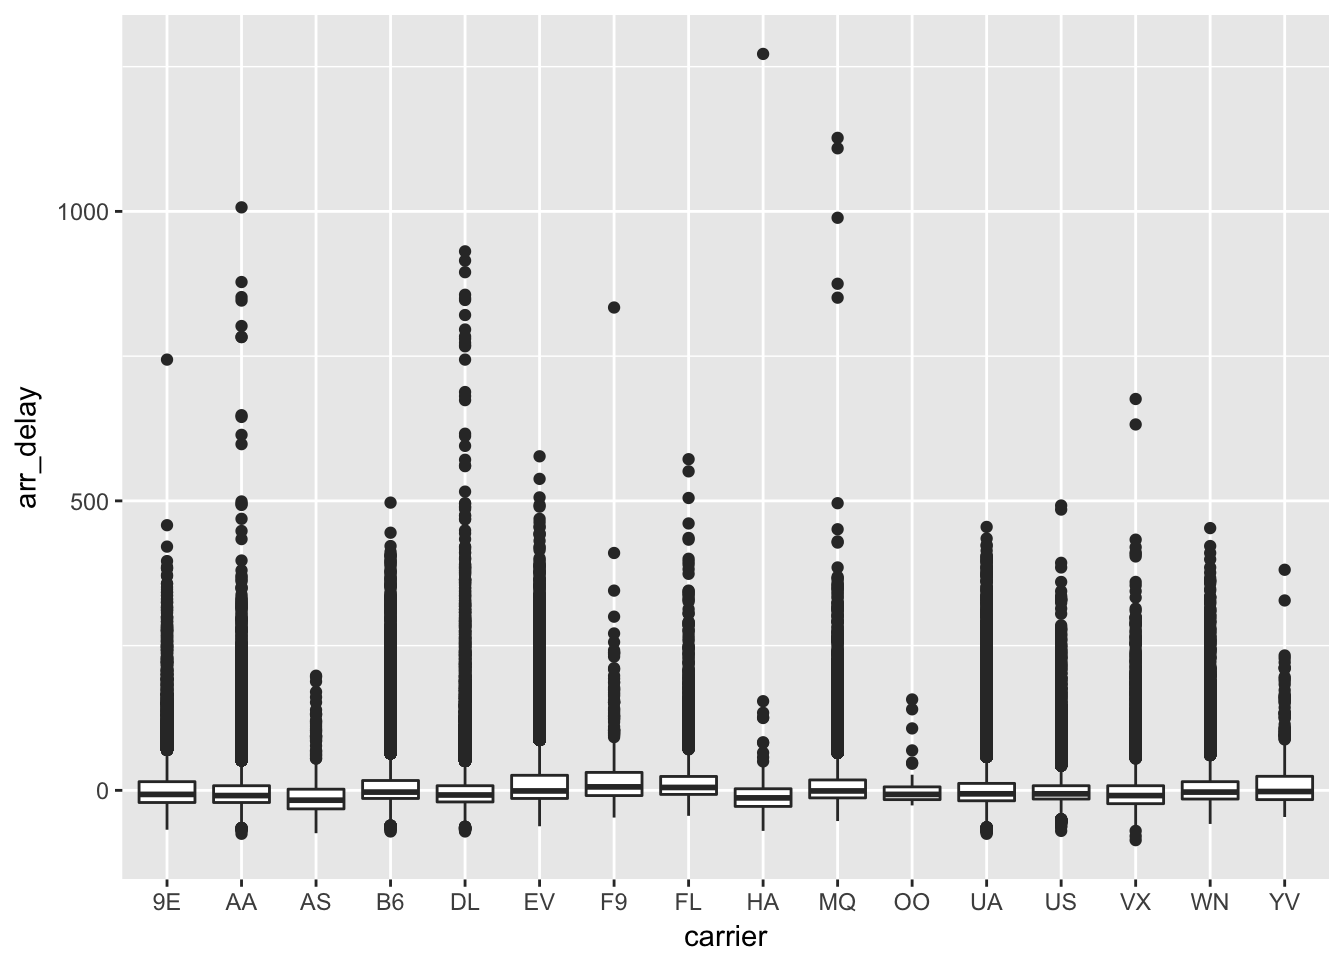 1000
500
0
arr_delay
9E AA AS B6 DL EV F9 FL HA MQ OO UA US VX WN YV
carrier